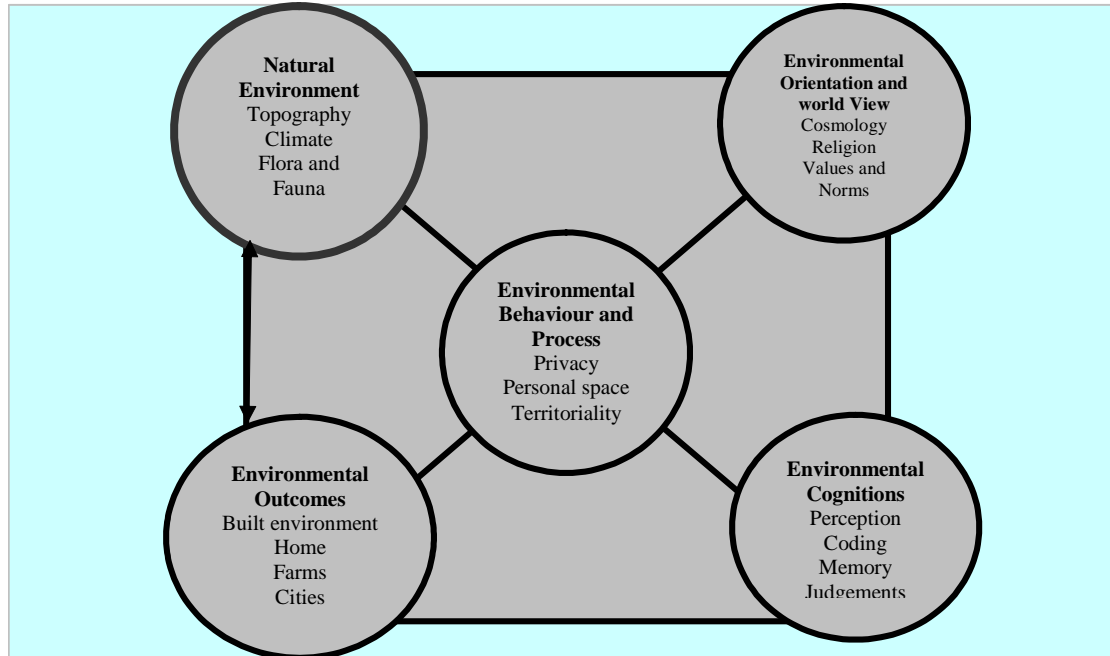 Natural
Environment
Topography
Climate
Flora and
Fauna
Environmental
Orientation and
world View
Cosmology
Religion
Values and
Norms
Environmental
Behaviour and
Process
Privacy
Personal space
Territoriality
Environmental
Outcomes
Built environment
Home
Farms
Cities
Environmental
Cognitions
Perception
Coding
Memory
Judgements